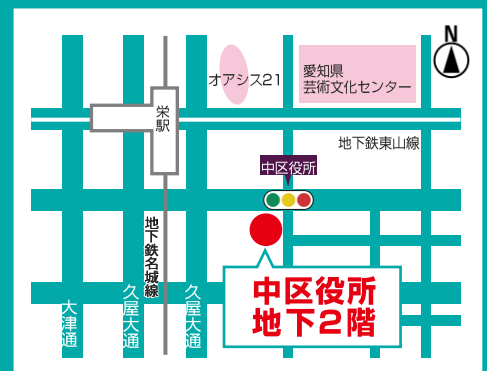 N
オアシス21
愛知県
芸術文化センター
栄駅
地下鉄東山線
中区役所
地下鉄名城線
中区役所
地下2階
大津通
久屋大通
久屋大通